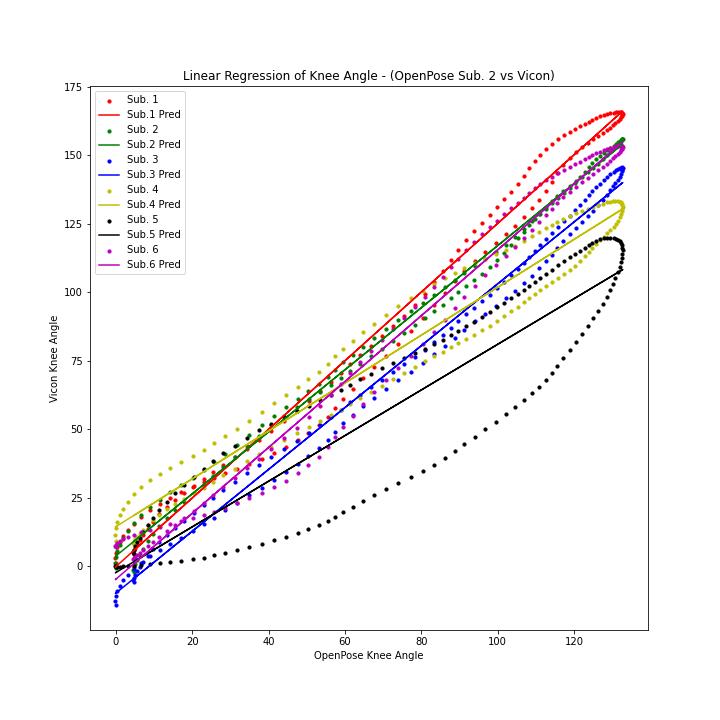 Linear Regression of Knee Angle - (OpenPose Sub. 2 vs Vicon)
Sub. 1
Sub.1 Pred
Sub. 2
Sub.2 Pred
Sub. 3
Sub.3 Pred
Sub. 4
Sub.4 Pred
Sub. 5
Sub.5 Pred
Sub. 6
Sub.6 Pred
175
150
125
100
75
50
25
0
Vicon Knee Angle
0 20 40 60 80 100 120
OpenPose Knee Angle